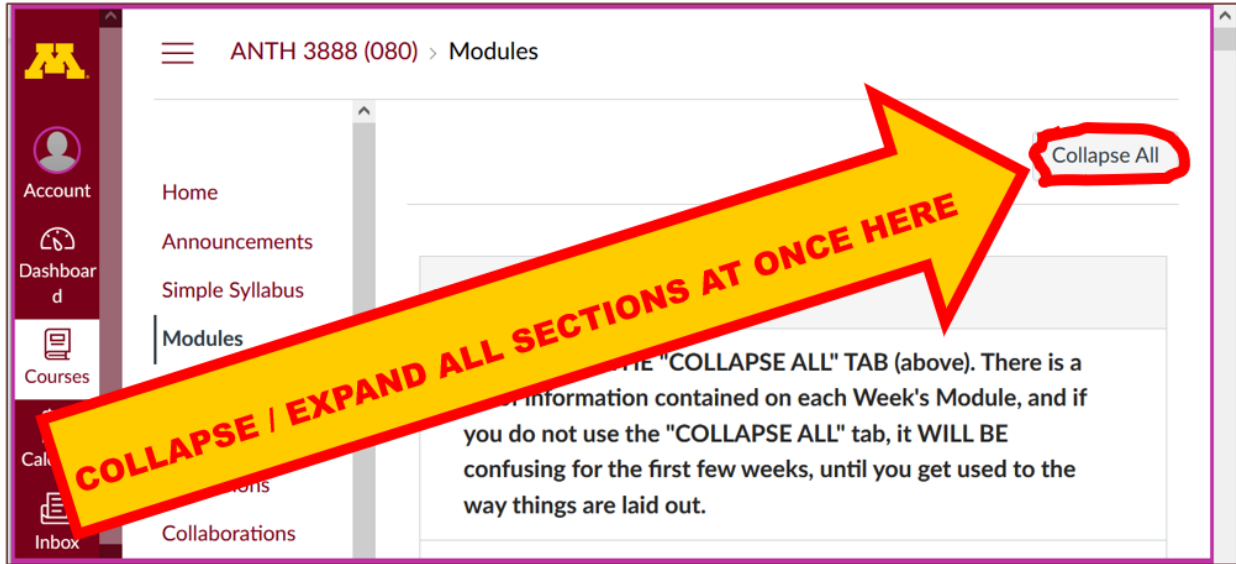 M
ANTH 3888 (080) > Modules
Collapse All
Account
Dashboar
d
Courses
Inbox
Home
Announcements
Simple Syllabus
Modules
Collaborations
COLLAPSE / EXPAND ALL SECTIONS AT ONCE HERE
"COLLAPSE ALL" TAB (above). There is a
information contained on each Week's Module, and if
you do not use the "COLLAPSE ALL" tab, it WILL BE
confusing for the first few weeks, until you get used to the
way things are laid out.